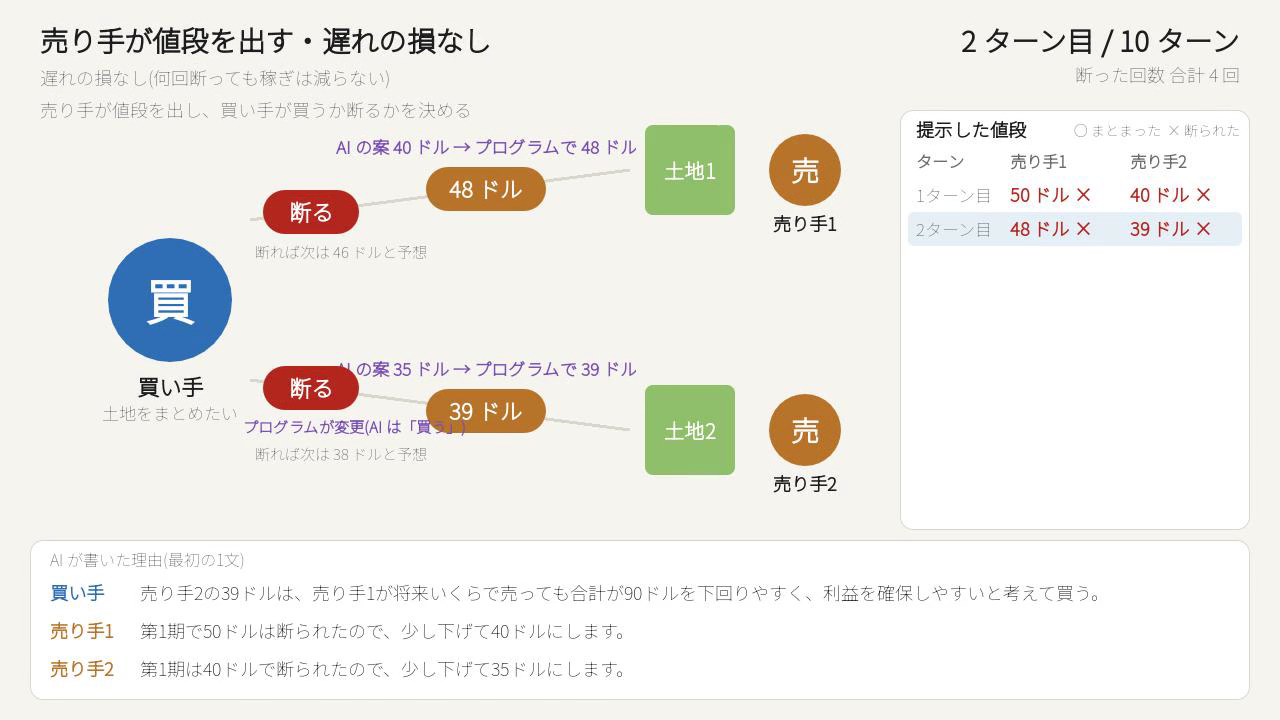 売り手が値段を出す・遅れの損なし
2 ターン目 / 10 ターン
遅れの損なし(何回断っても稼ぎは減らない)
断った回数 合計 4 回
売り手が値段を出し、買い手が買うか断るかを決める
AI の案 40 ドル → プログラムで 48 ドル
48 ドル
土地1
売
売り手1
断る
断れば次は 46 ドルと予想
買
買い手
土地をまとめたい
AI の案 35 ドル → プログラムで 39 ドル
断る
39 ドル
プログラムが変更(AI は「買う」)
断れば次は 38 ドルと予想
土地2
売
売り手2
提示した値段 ○ まとまった × 断られた
ターン 売り手1 売り手2
1ターン目 50 ドル × 40 ドル ×
2ターン目 48 ドル × 39 ドル ×
AI が書いた理由(最初の1文)
買い手 売り手2の39ドルは、売り手1が将来いくらで売っても合計が90ドルを下回りやすく、利益を確保しやすいと考えて買う。
売り手1 第1期で50ドルは断られたので、少し下げて40ドルにします。
売り手2 第1期は40ドルで断られたので、少し下げて35ドルにします。